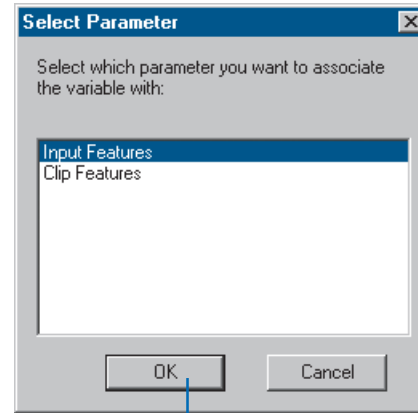 Select Parameter
Select which parameter you want to associate
the variable with:
Input Features
Clip Features
OK
Cancel